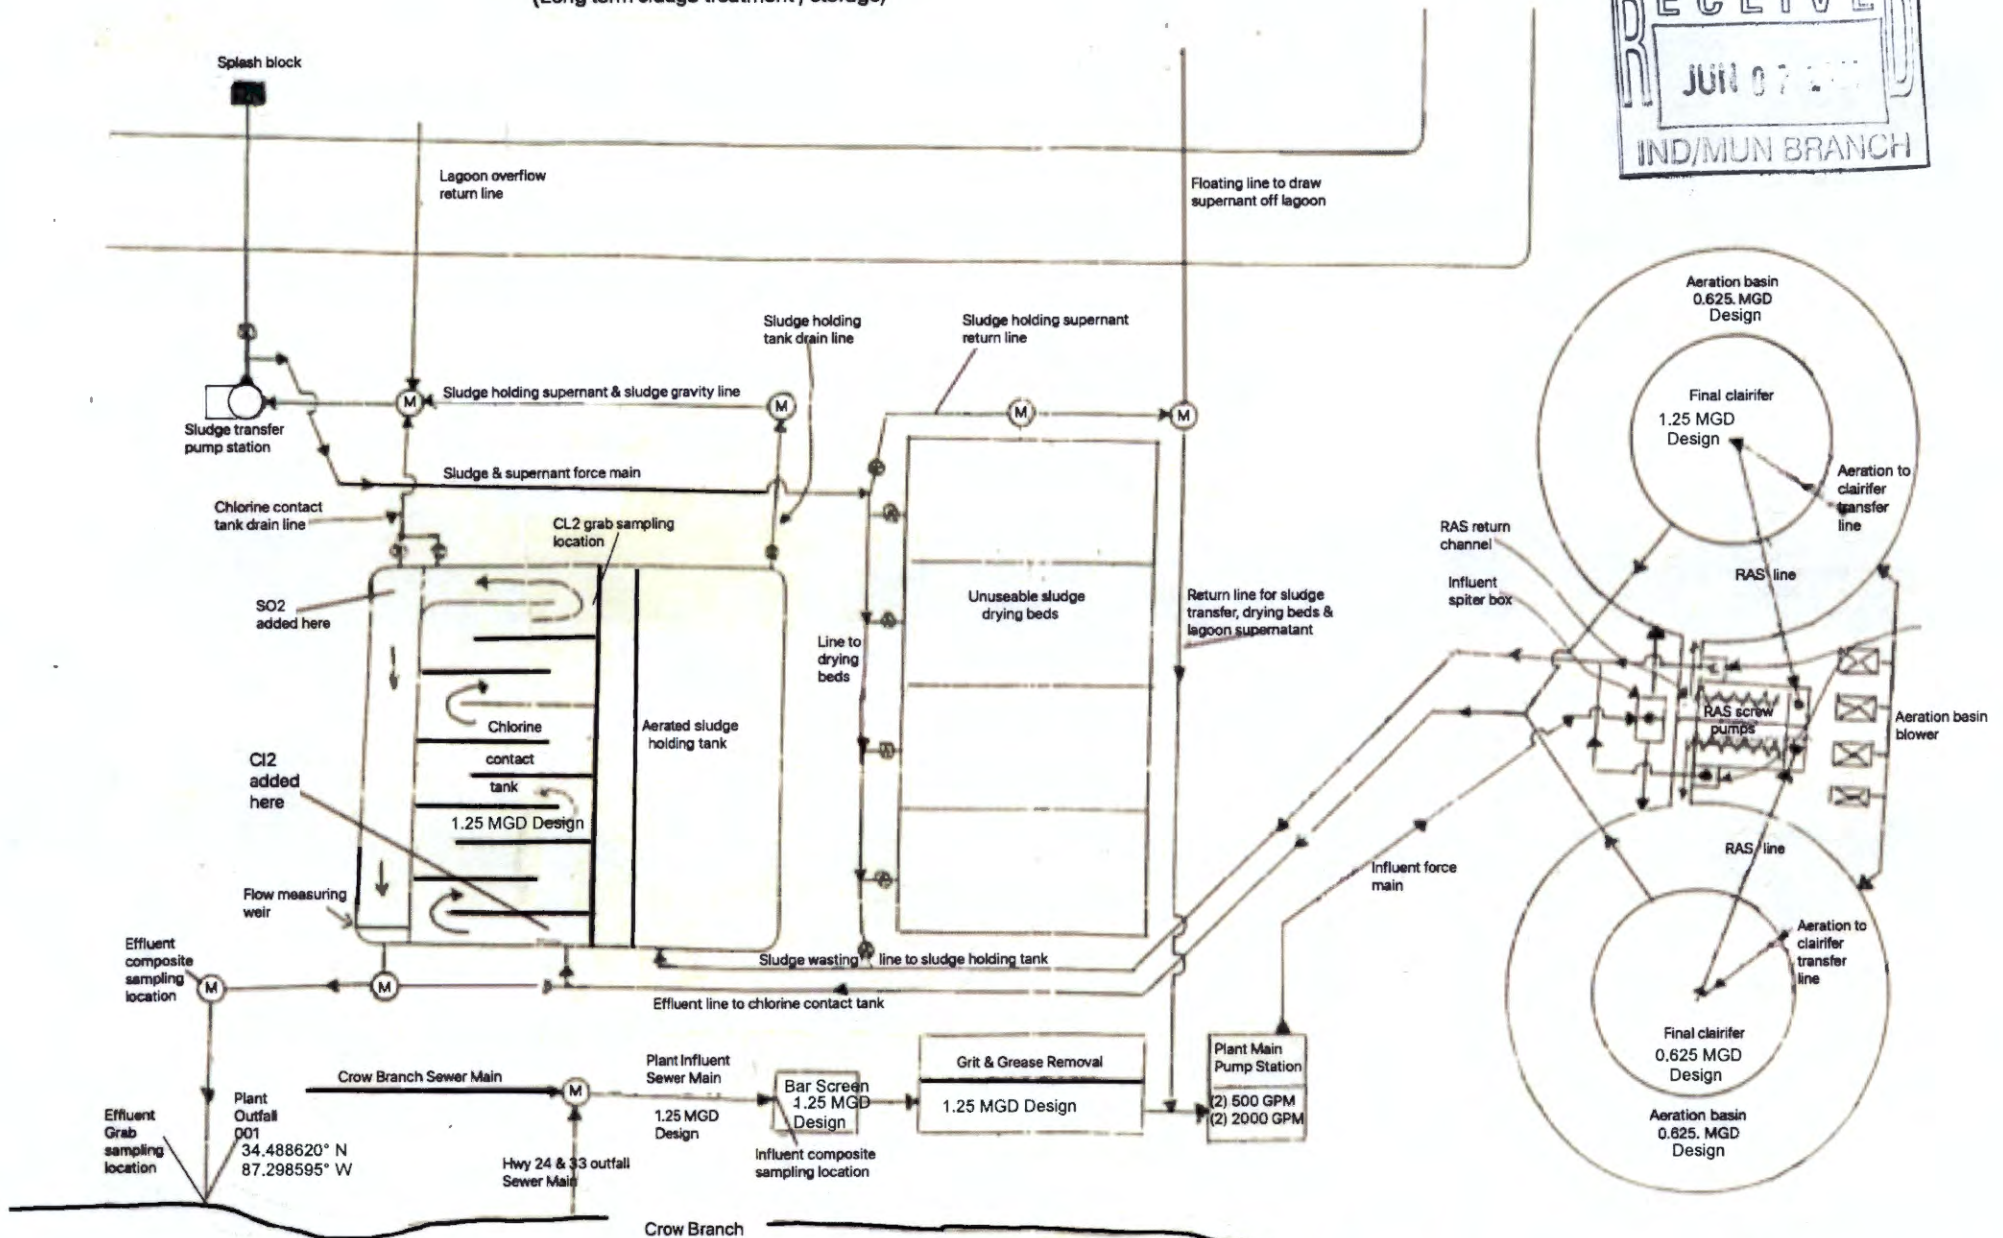 (Long term sludge treatment / storage)
RECEIVED
JUN 07
IND/MUN BRANCH
Splash block
Lagoon overflow
return line
Floating line to draw
supernant off lagoon
Aeration basin
0.625. MGD
Design
Sludge holding
tank drain line
Sludge holding supernant
return line
Final clairifer
1.25 MGD
Design
M
Sludge holding supernant & sludge gravity line
M
M
M
Sludge transfer
pump station
Sludge & supernant force main
Aeration to
clairifer
transfer
line
Chlorine contact
tank drain line
CL2 grab sampling
location
RAS return
channel
RAS line
Influent
spiter box
SO2
added here
Unuseable sludge
drying beds
Return line for sludge
transfer, drying beds &
lagoon supernatant
Line to
drying
beds
Chlorine
contact
tank
1.25 MGD Design
Aerated sludge
holding tank
RAS screw
pumps
Aeration basin
blower
Cl2
added
here
RAS line
Influent force
main
Flow measuring
weir
Effluent
composite
sampling
location
M
M
Sludge wasting line to sludge holding tank
Effluent line to chlorine contact tank
Aeration to
clairifer
transfer
line
Final clairifer
0.625 MGD
Design
Aeration basin
0.625. MGD
Design
Crow Branch Sewer Main
M
Plant Influent
Sewer Main
1.25 MGD
Design
Bar Screen
1.25 MGD
Design
Grit & Grease Removal
1.25 MGD Design
Plant Main
Pump Station
(2) 500 GPM
(2) 2000 GPM
Effluent
Grab
sampling
location
Plant
Outfall
001
34.488620° N
87.298595° W
Hwy 24 & 33 outfall
Sewer Main
Influent composite
sampling location
Crow Branch